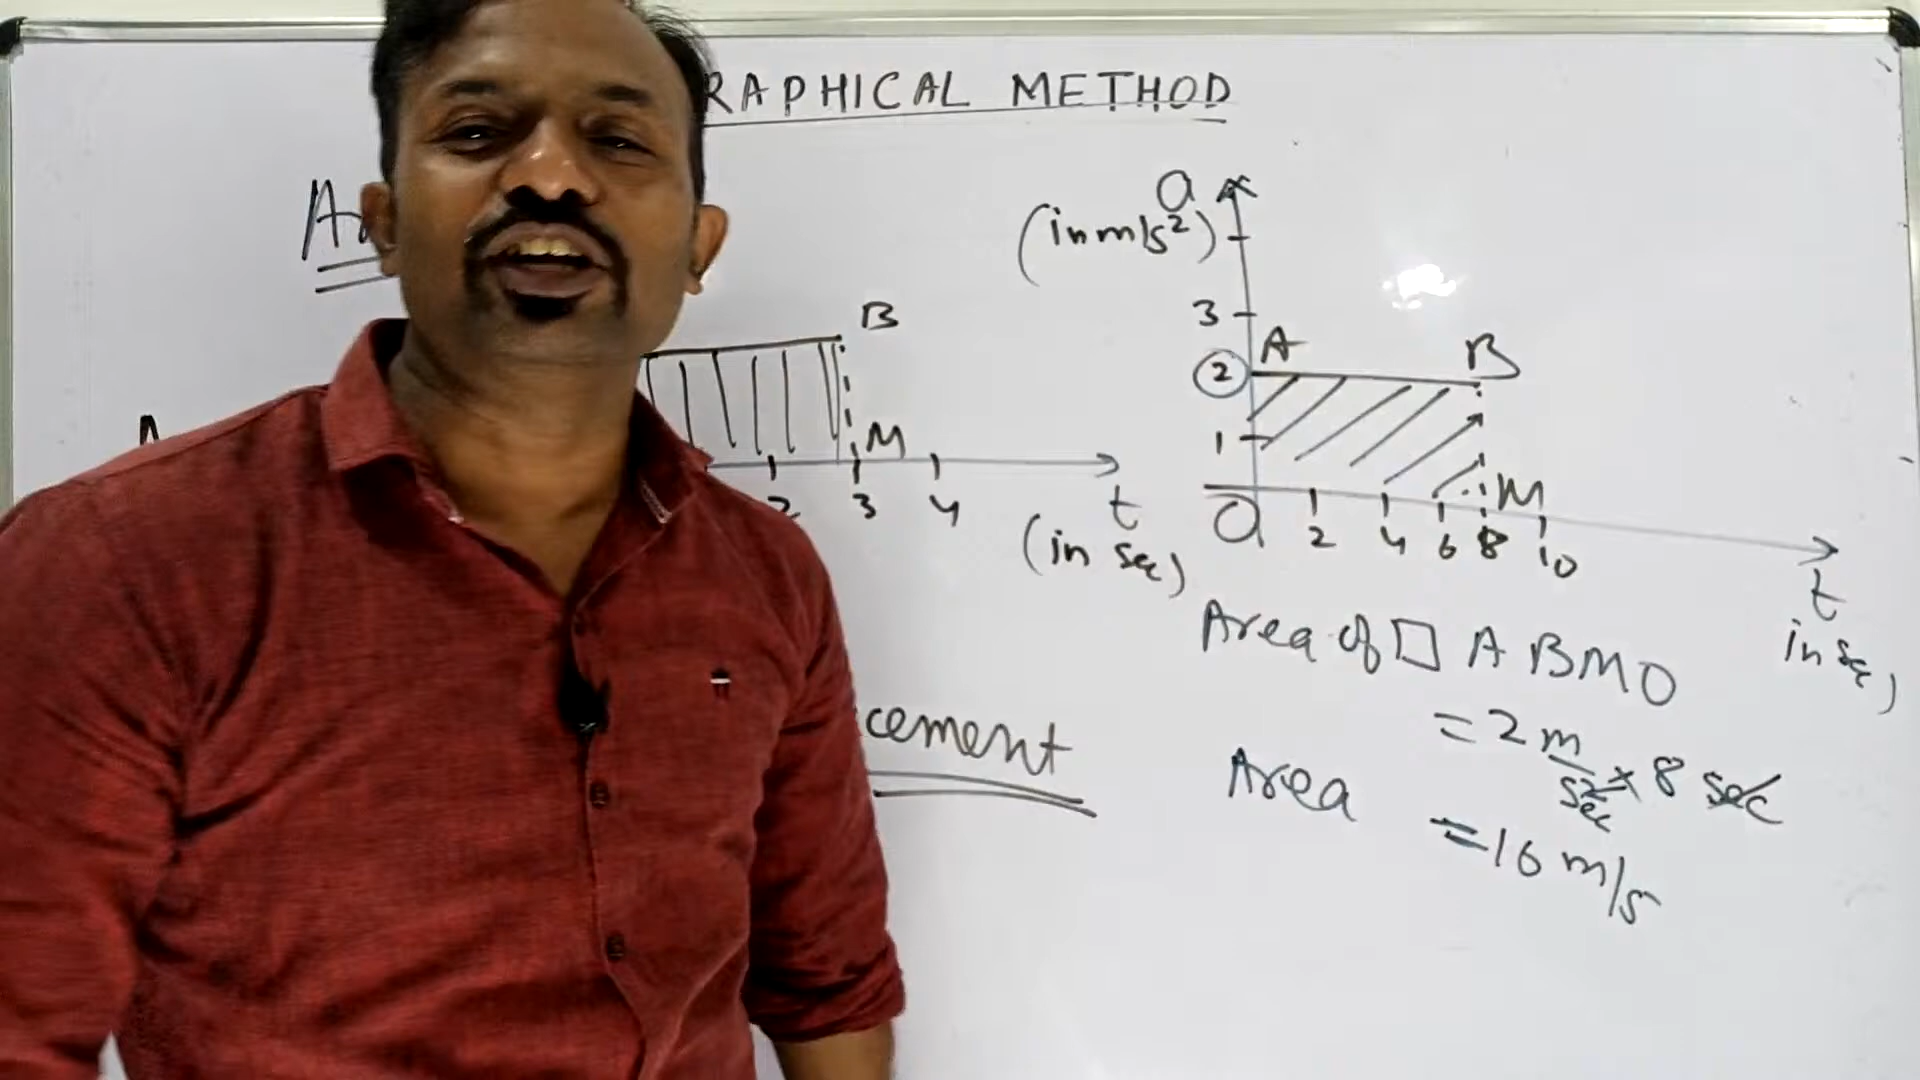 RAPHICAL METHOD
A
B
M
2 3 4
t
(in sec)
cement
a
(in m/s²)
3
2
1
A B
M
O 2 4 6 8 10
t
in sec)
Area of □ ABMO
= 2 m/s²ec × 8 sec
Area
= 16 m/s